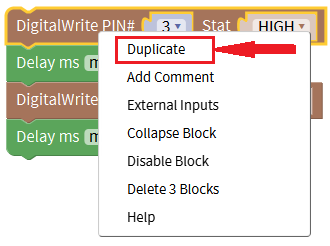 DigitalWrite PIN# 3 Stat HIGH
Delay ms
DigitalWrite
Delay ms
Duplicate
Add Comment
External Inputs
Collapse Block
Disable Block
Delete 3 Blocks
Help